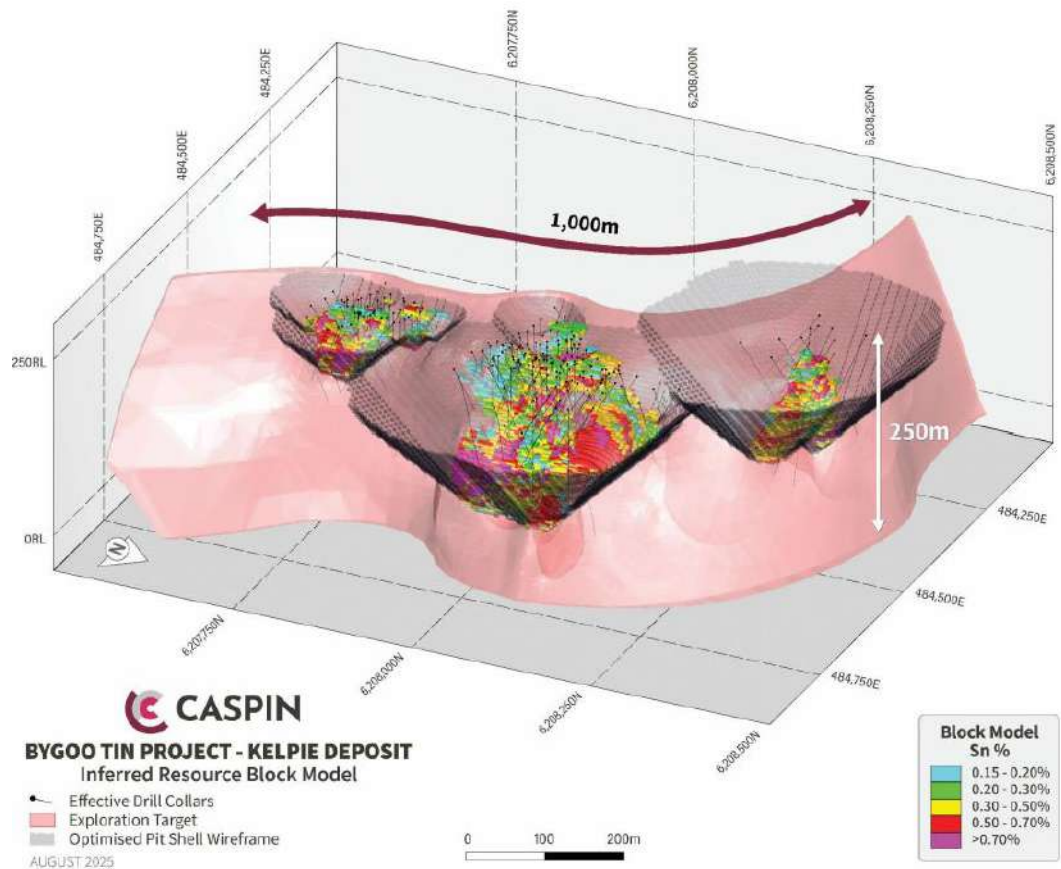 6,207,750N
6,208,000N
6,208,250N
6,208,500N
484,250E
484,500E
484,750E
1,000m
250RL
250m
0RL
N
484,250E
484,500E
484,750E
6,207,750N
6,208,000N
6,208,250N
6,208,500N
CASPIN
BYGOO TIN PROJECT - KELPIE DEPOSIT
Inferred Resource Block Model
Effective Drill Collars
Exploration Target
Optimised Pit Shell Wireframe
AUGUST 2025
0 100 200m
Block Model
Sn %
0.15 - 0.20%
0.20 - 0.30%
0.30 - 0.50%
0.50 - 0.70%
>0.70%